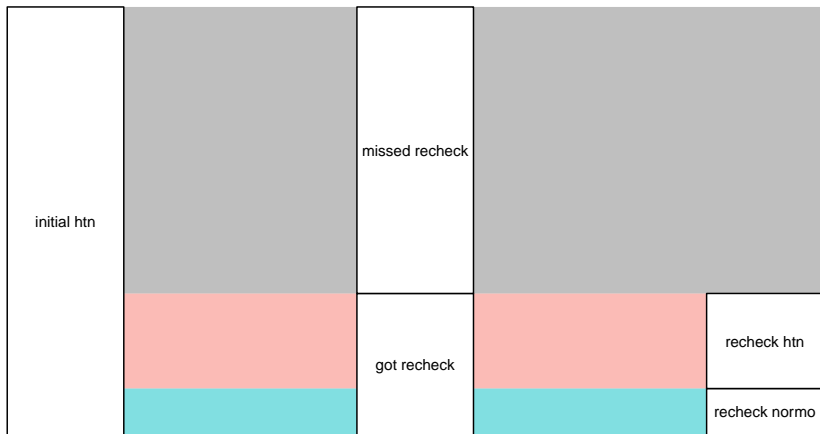 missed recheck
initial htn
recheck htn
got recheck
recheck normo